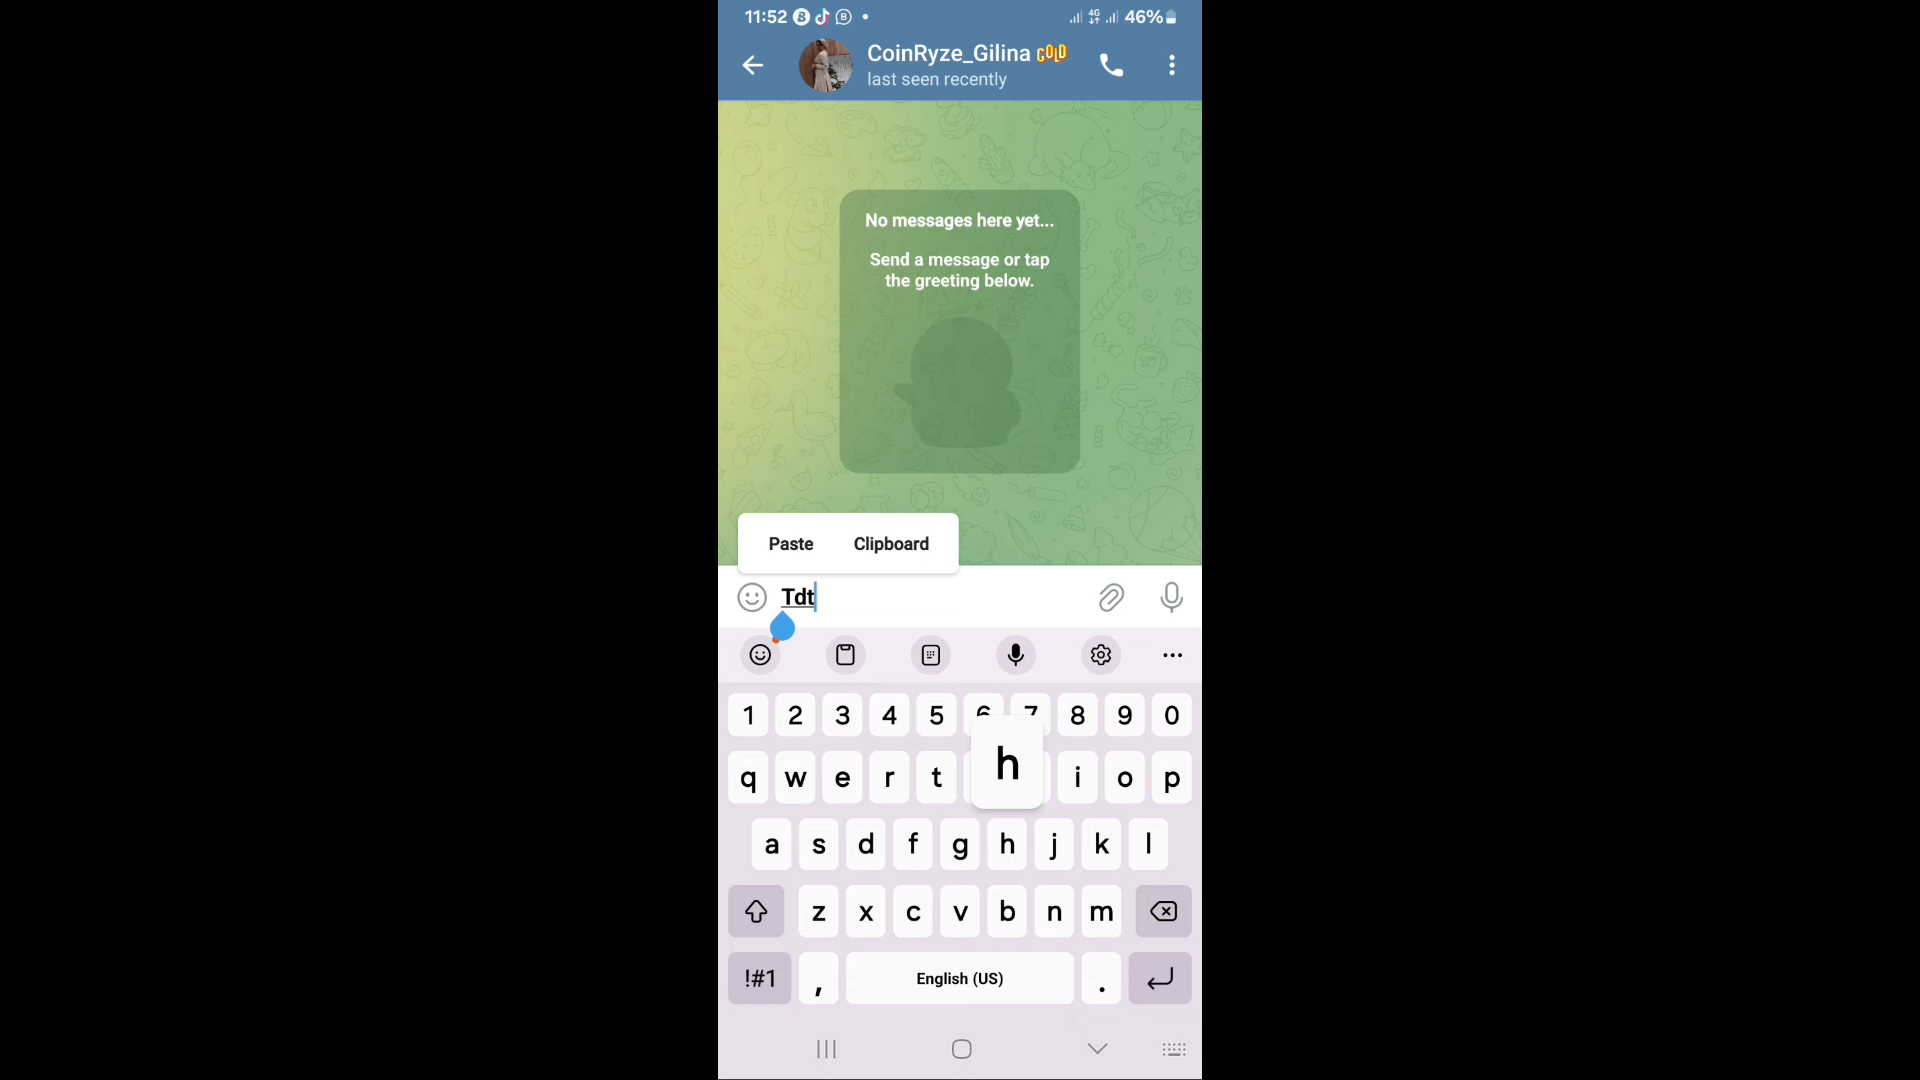 11:52 46%
CoinRyze_Gilina GOLD
last seen recently
No messages here yet...
Send a message or tap
the greeting below.
Paste Clipboard
Tdt
1 2 3 4 5 6 7 8 9 0
h
q w e r t i o p
a s d f g h j k l
z x c v b n m
!#1 , English (US) .